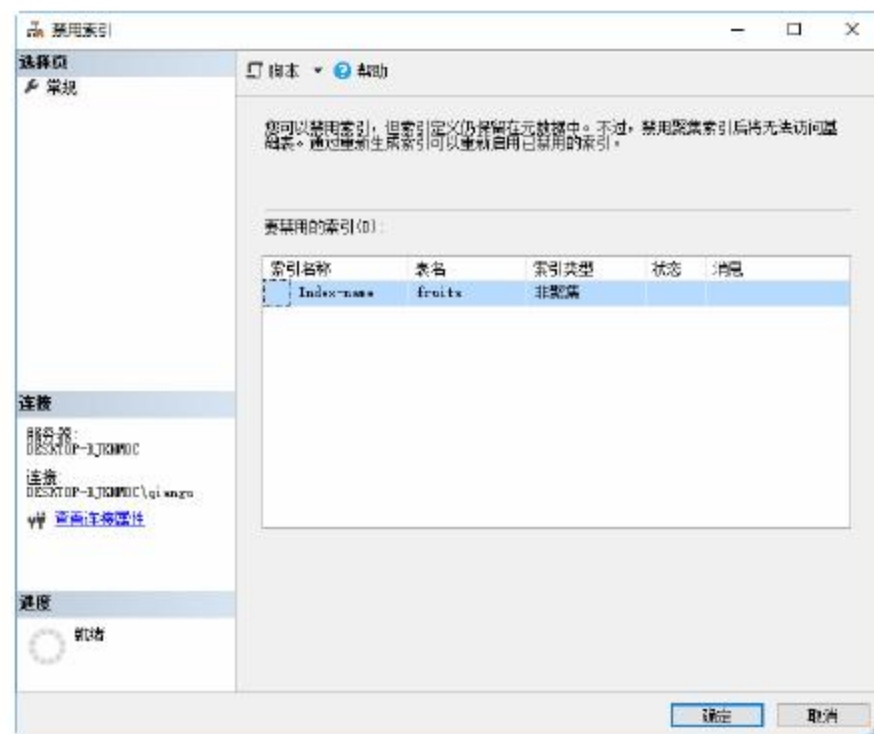 禁用索引
选择页
常规
脚本 帮助
您可以禁用索引，但索引定义仍保留在元数据中。不过，禁用聚集索引后将无法访问基
础表。通过重新生成索引可以重新启用已禁用的索引。
要禁用的索引(D):
索引名称 表名 索引类型 状态 消息
Index-name fruits 非聚集
连接
服务器:
连接:
查看连接属性
进度
就绪
确定 取消